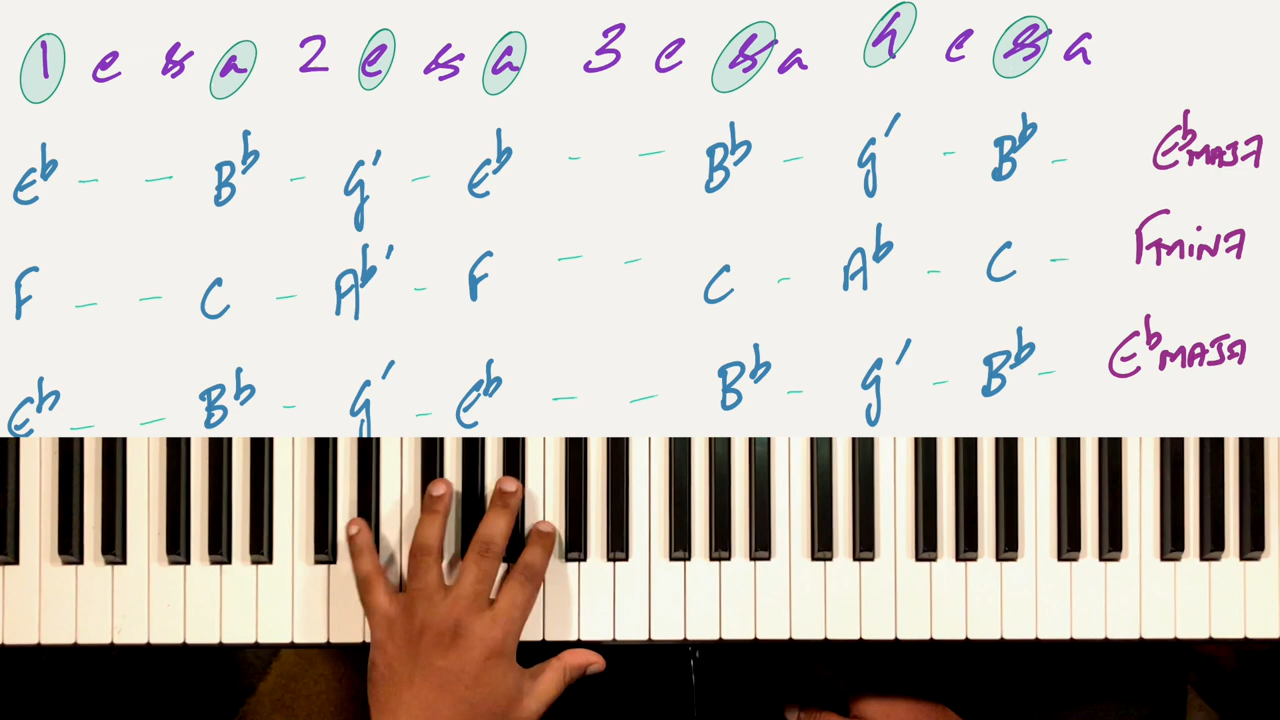 1 e & a 2 e & a 3 e & a 4 e & a
E♭ - - B♭ - G' - E♭ - - B♭ - G' - B♭ - E♭MAJ7
F - - C - A♭' - F - - C - A♭ - C - Fmin7
E♭ - - B♭ - G' - E♭ - - B♭ - G' - B♭ - E♭MAJ7